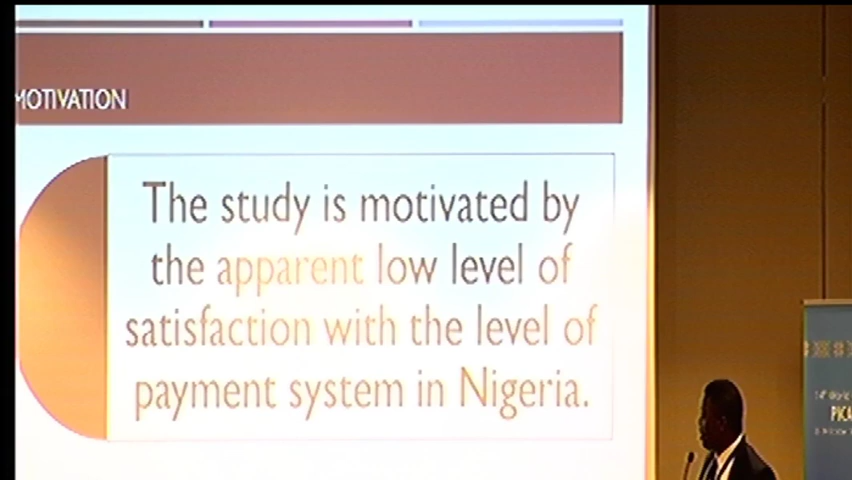 MOTIVATION
The study is motivated by
the apparent low level of
satisfaction with the level of
payment system in Nigeria.